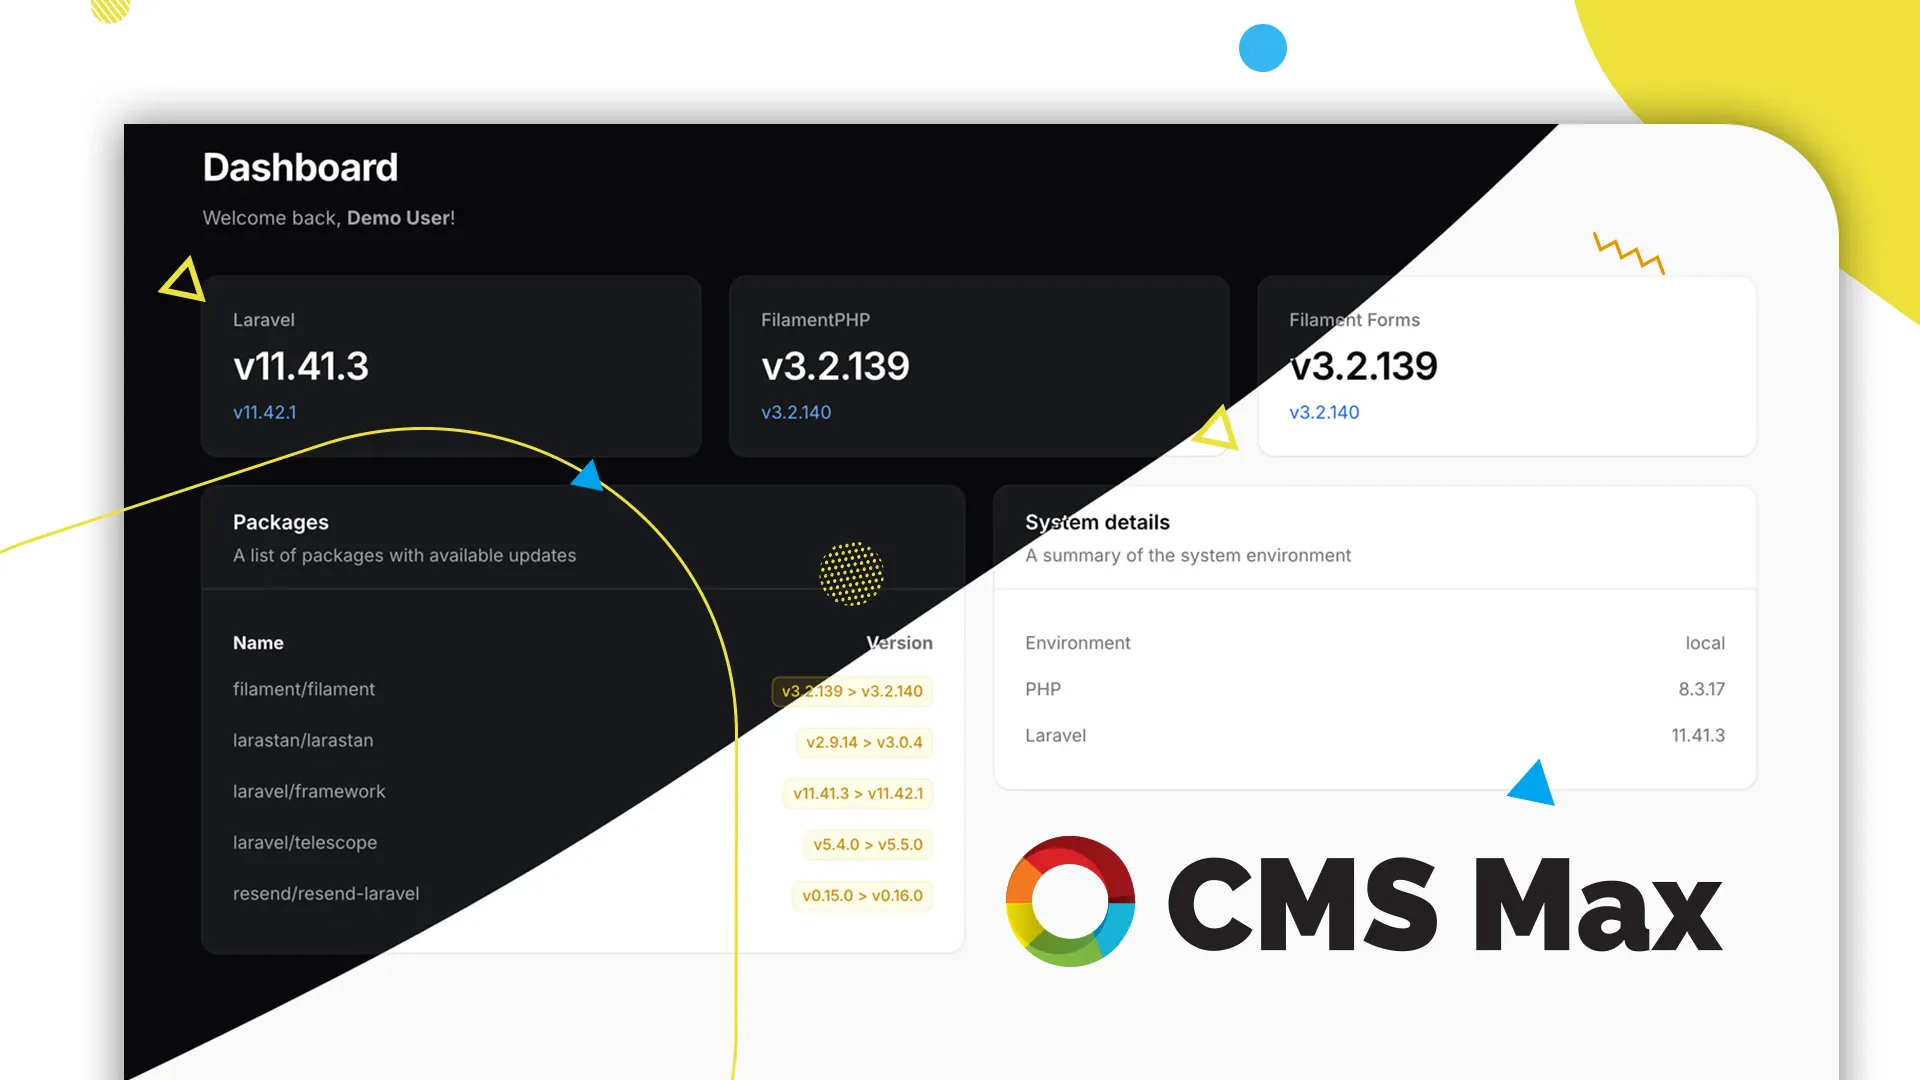 Dashboard
Welcome back, Demo User!
Laravel
v11.41.3
v11.42.1
FilamentPHP
v3.2.139
v3.2.140
Filament Forms
v3.2.139
v3.2.140
Packages
A list of packages with available updates
Name Version
filament/filament v3.2.139 > v3.2.140
larastan/larastan v2.9.14 > v3.0.4
laravel/framework v11.41.3 > v11.42.1
laravel/telescope v5.4.0 > v5.5.0
resend/resend-laravel v0.15.0 > v0.16.0
System details
A summary of the system environment
Environment local
PHP 8.3.17
Laravel 11.41.3
CMS Max